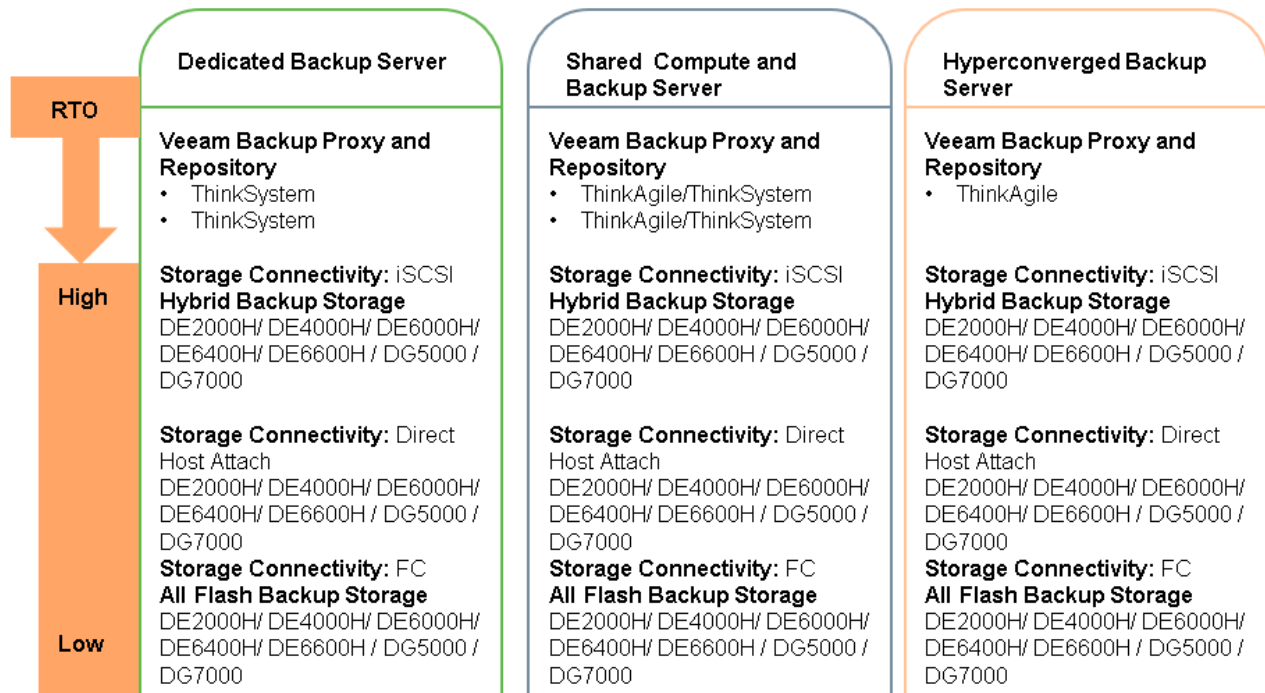 RTO
High
Low
Dedicated Backup Server
Veeam Backup Proxy and
Repository
• ThinkSystem
• ThinkSystem
Storage Connectivity: iSCSI
Hybrid Backup Storage
DE2000H/ DE4000H/ DE6000H/
DE6400H/ DE6600H / DG5000 /
DG7000
Storage Connectivity: Direct
Host Attach
DE2000H/ DE4000H/ DE6000H/
DE6400H/ DE6600H / DG5000 /
DG7000
Storage Connectivity: FC
All Flash Backup Storage
DE2000H/ DE4000H/ DE6000H/
DE6400H/ DE6600H / DG5000 /
DG7000
Shared Compute and
Backup Server
Veeam Backup Proxy and
Repository
• ThinkAgile/ThinkSystem
• ThinkAgile/ThinkSystem
Storage Connectivity: iSCSI
Hybrid Backup Storage
DE2000H/ DE4000H/ DE6000H/
DE6400H/ DE6600H / DG5000 /
DG7000
Storage Connectivity: Direct
Host Attach
DE2000H/ DE4000H/ DE6000H/
DE6400H/ DE6600H / DG5000 /
DG7000
Storage Connectivity: FC
All Flash Backup Storage
DE2000H/ DE4000H/ DE6000H/
DE6400H/ DE6600H / DG5000 /
DG7000
Hyperconverged Backup
Server
Veeam Backup Proxy and
Repository
• ThinkAgile
Storage Connectivity: iSCSI
Hybrid Backup Storage
DE2000H/ DE4000H/ DE6000H/
DE6400H/ DE6600H / DG5000 /
DG7000
Storage Connectivity: Direct
Host Attach
DE2000H/ DE4000H/ DE6000H/
DE6400H/ DE6600H / DG5000 /
DG7000
Storage Connectivity: FC
All Flash Backup Storage
DE2000H/ DE4000H/ DE6000H/
DE6400H/ DE6600H / DG5000 /
DG7000